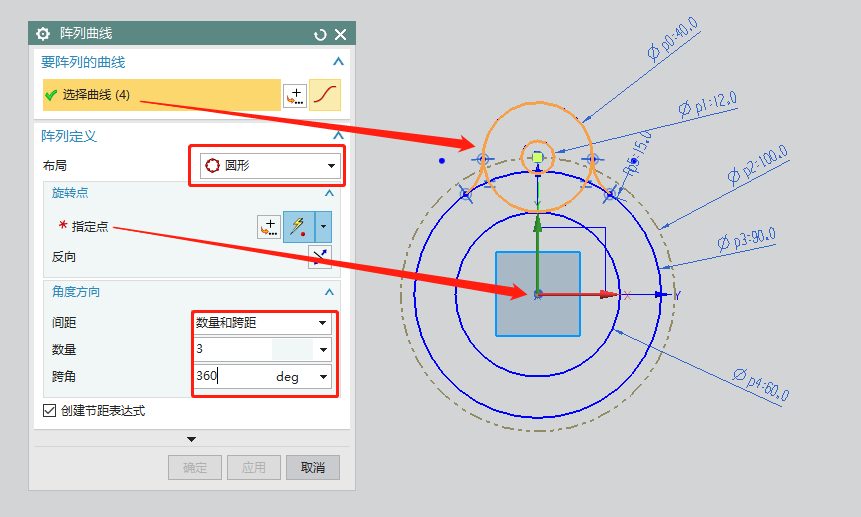 阵列曲线
要阵列的曲线
选择曲线 (4)
阵列定义
布局
圆形
旋转点
* 指定点
反向
角度方向
间距
数量和跨距
数量
3
跨角
360
deg
创建节距表达式
确定
应用
取消
Ø p0:40.0
Ø p1:12.0
p5:15.0
Ø p2:100.0
Ø p3:90.0
X
Y
Ø p4:60.0